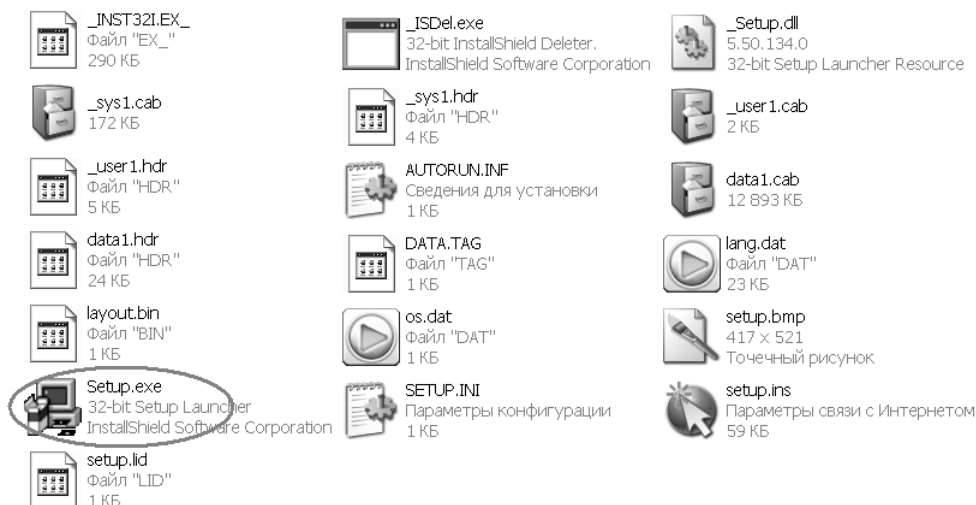 _INST32I.EX_
Файл "EX_"
290 КБ
_ISDel.exe
32-bit InstallShield Deleter.
InstallShield Software Corporation
_Setup.dll
5.50.134.0
32-bit Setup Launcher Resource
_sys1.cab
172 КБ
_sys1.hdr
Файл "HDR"
4 КБ
_user1.cab
2 КБ
_user1.hdr
Файл "HDR"
5 КБ
AUTORUN.INF
Сведения для установки
1 КБ
data1.cab
12 893 КБ
data1.hdr
Файл "HDR"
24 КБ
DATA.TAG
Файл "TAG"
1 КБ
lang.dat
Файл "DAT"
23 КБ
layout.bin
Файл "BIN"
1 КБ
os.dat
Файл "DAT"
1 КБ
setup.bmp
417 x 521
Точечный рисунок
Setup.exe
32-bit Setup Launcher
InstallShield Software Corporation
SETUP.INI
Параметры конфигурации
1 КБ
setup.ins
Параметры связи с Интернетом
59 КБ
setup.lid
Файл "LID"
1 КБ